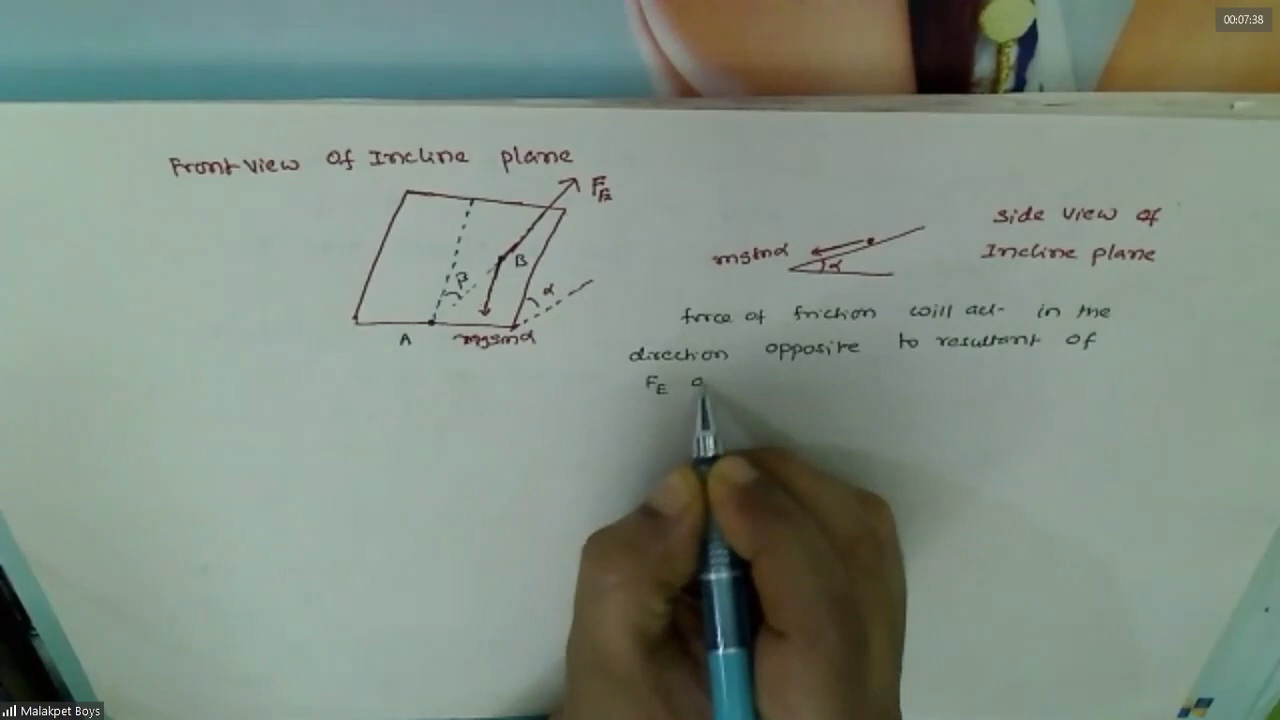 00:07:38
Front view of Incline plane
F
β
B
α
A
mgsinα
mgsinα
α
Side view of
Incline plane
force of friction will act in the
direction opposite to resultant of
F_E a
Malakpet Boys